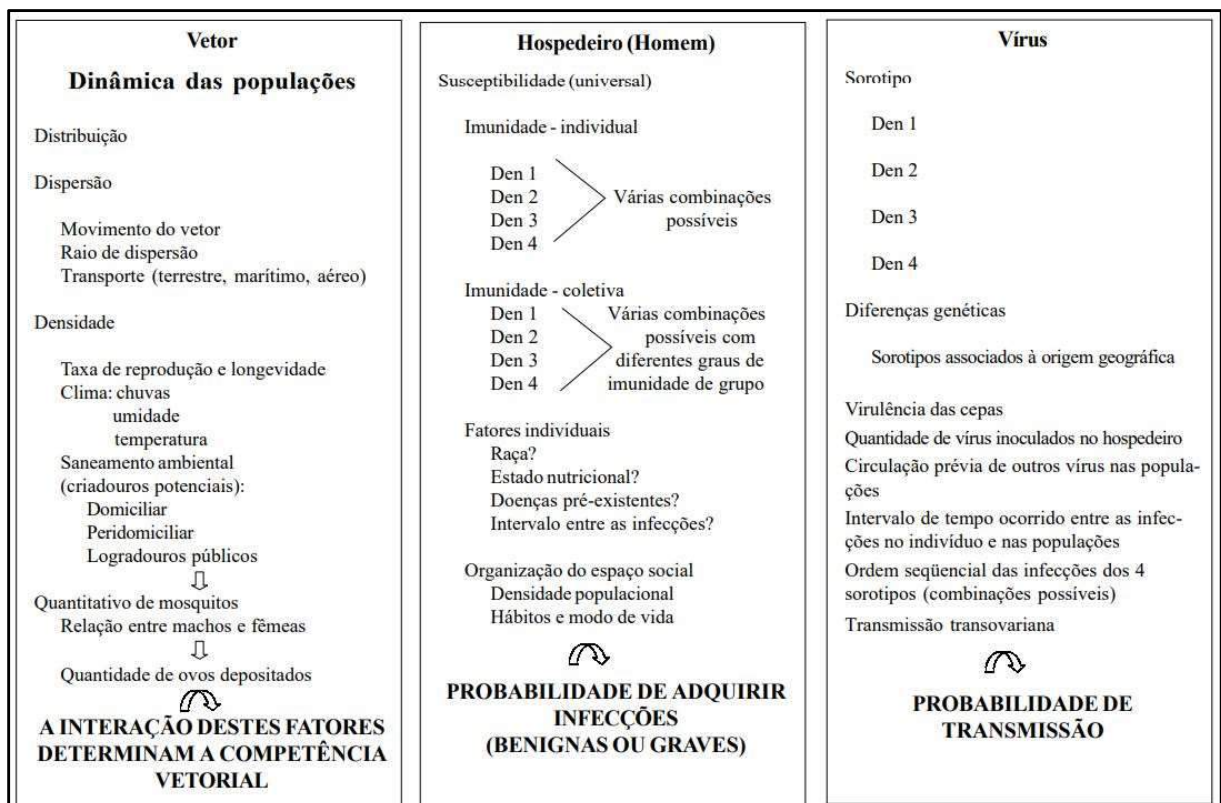 Vetor
Dinâmica das populações
Distribuição
Dispersão
Movimento do vetor
Raio de dispersão
Transporte (terrestre, marítimo, aéreo)
Densidade
Taxa de reprodução e longevidade
Clima: chuvas
umidade
temperatura
Saneamento ambiental
(criadouros potenciais):
Domiciliar
Peridomiciliar
Logradouros públicos
Quantitativo de mosquitos
Relação entre machos e fêmeas
Quantidade de ovos depositados
A INTERAÇÃO DESTES FATORES
DETERMINAM A COMPETÊNCIA
VETORIAL
Hospedeiro (Homem)
Susceptibilidade (universal)
Imunidade - individual
Den 1
Den 2
Den 3
Den 4
Várias combinações
possíveis
Imunidade - coletiva
Den 1
Den 2
Den 3
Den 4
Várias combinações
possíveis com
diferentes graus de
imunidade de grupo
Fatores individuais
Raça?
Estado nutricional?
Doenças pré-existentes?
Intervalo entre as infecções?
Organização do espaço social
Densidade populacional
Hábitos e modo de vida
PROBABILIDADE DE ADQUIRIR
INFECÇÕES
(BENIGNAS OU GRAVES)
Vírus
Sorotipo
Den 1
Den 2
Den 3
Den 4
Diferenças genéticas
Sorotipos associados à origem geográfica
Virulência das cepas
Quantidade de vírus inoculados no hospedeiro
Circulação prévia de outros vírus nas popula-
ções
Intervalo de tempo ocorrido entre as infec-
ções no indivíduo e nas populações
Ordem seqüencial das infecções dos 4
sorotipos (combinações possíveis)
Transmissão transovariana
PROBABILIDADE DE
TRANSMISSÃO